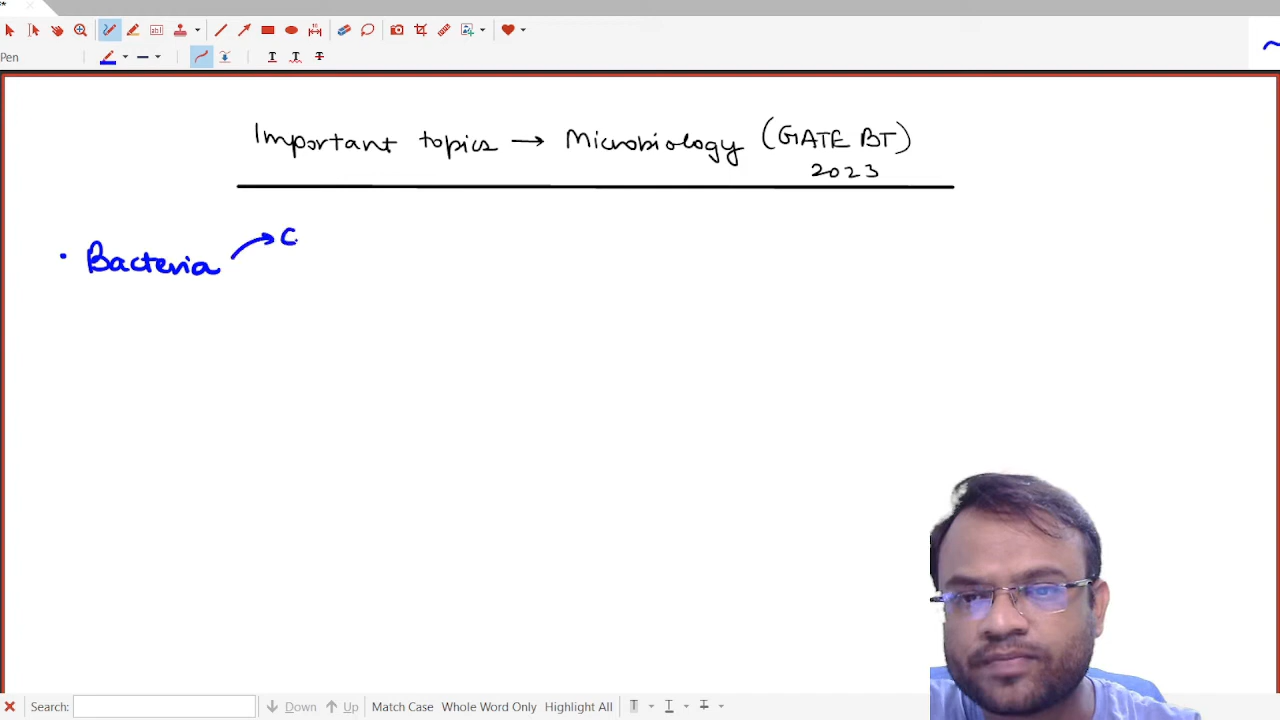 Pen
Important topics → Microbiology (GATE BT)
2023
• Bacteria → C
Search: Down Up Match Case Whole Word Only Highlight All